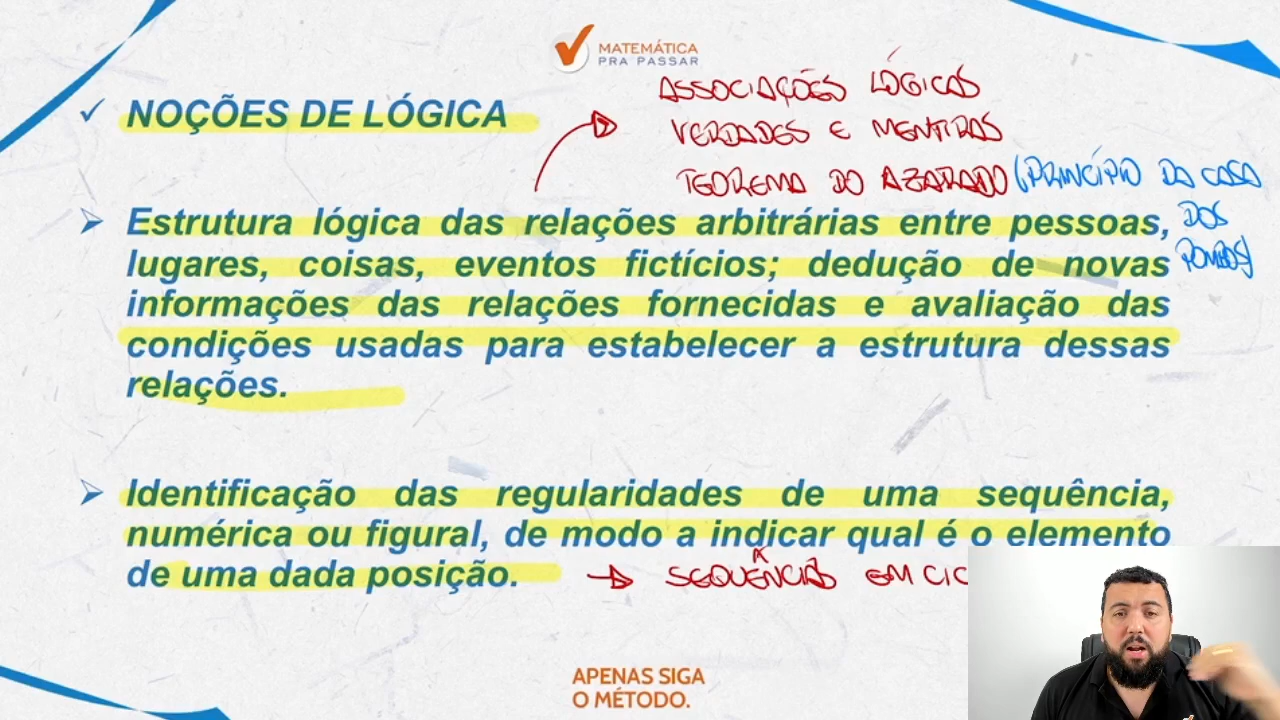 MATEMÁTICA
PRA PASSAR
NOÇÕES DE LÓGICA
ASSOCIAÇÕES LÓGICAS
VERDADES E MENTIRAS
TEOREMA DO AZARADO (PRINCÍPIO DA CASA
DOS
POMBOS)
Estrutura lógica das relações arbitrárias entre pessoas,
lugares, coisas, eventos fictícios; dedução de novas
informações das relações fornecidas e avaliação das
condições usadas para estabelecer a estrutura dessas
relações.
Identificação das regularidades de uma sequência,
numérica ou figural, de modo a indicar qual é o elemento
de uma dada posição.
SEQUÊNCIAS EM CIC
APENAS SIGA
O MÉTODO.